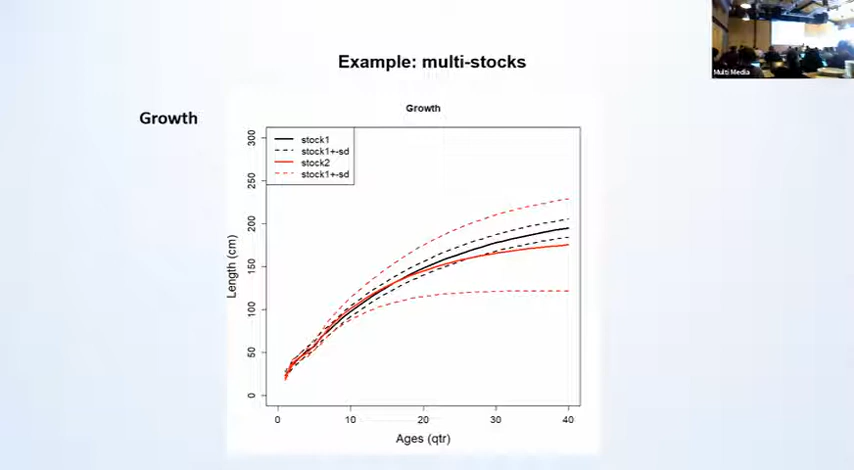 Multi Media
Example: multi-stocks
Growth
Growth
stock1
stock1+-sd
stock2
stock1+-sd
300
250
200
150
100
50
0
Length (cm)
0 10 20 30 40
Ages (qtr)